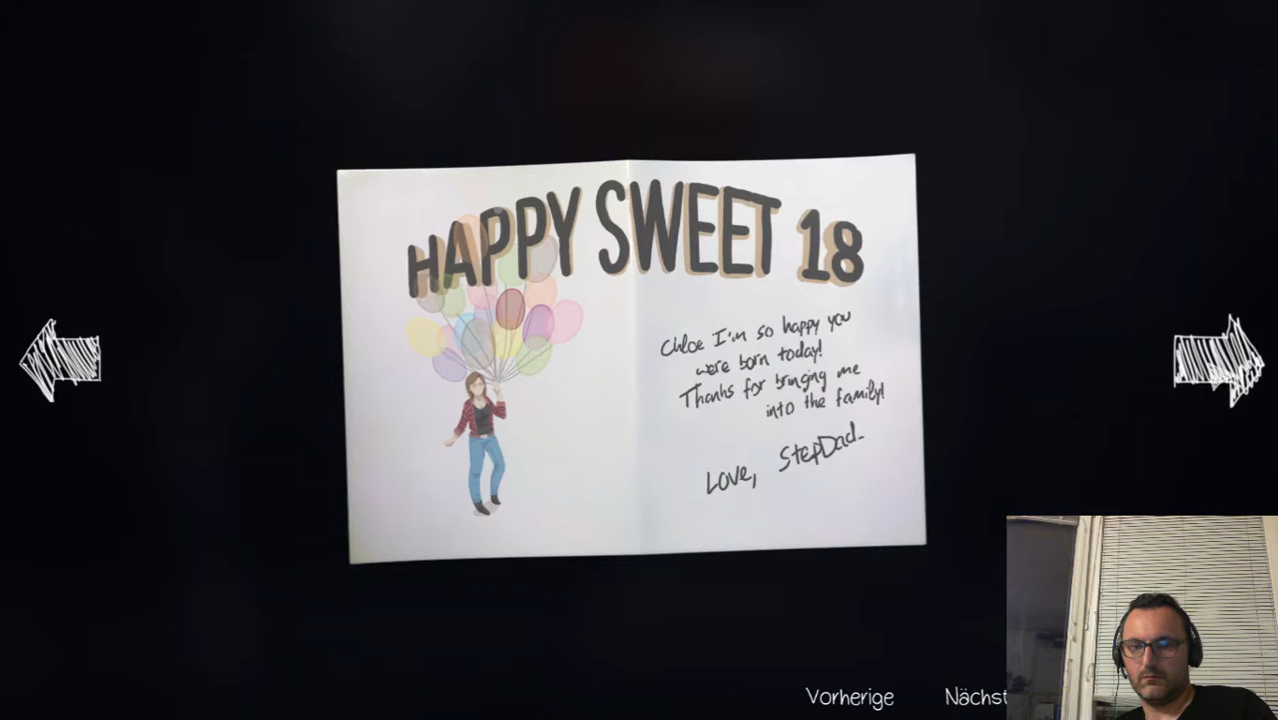 HAPPY SWEET 18
Chloe I'm so happy you
were born today!
Thanks for bringing me
into the family!
Love, StepDad-
Vorherige Nächst